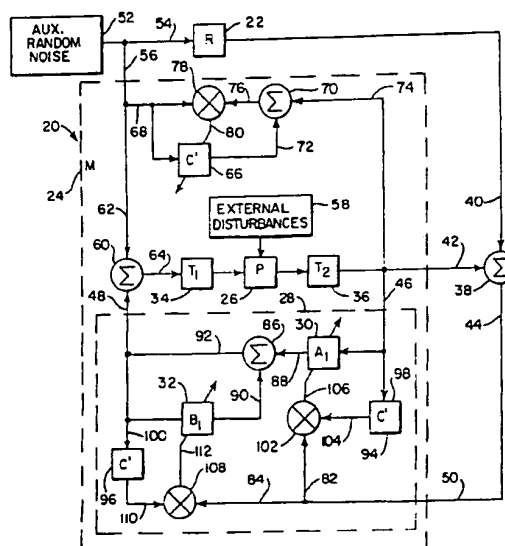 52
AUX.
RANDOM
NOISE
54
R
22
56
78
Σ
70
76
74
20
68
80
M
24
C'
72
66
EXTERNAL
DISTURBANCES
58
40
62
60
64
42
Σ
T1
P
T2
Σ
38
48
34
26
36
28
46
44
92
86
30
Σ
A1
88
32
106
98
90
B1
C'
102
104
94
100
112
108
C'
84
82
50
96
110